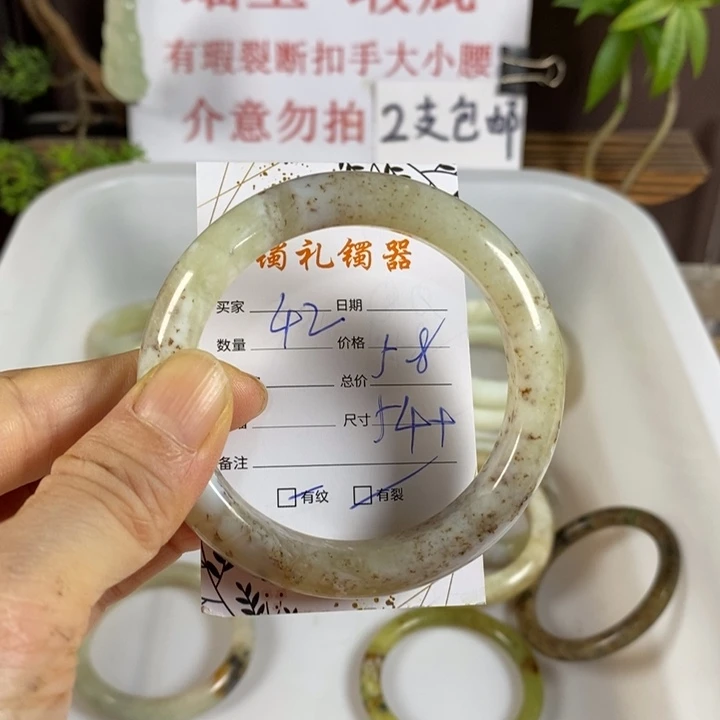 有瑕裂断扣手大小腰
介意勿拍 2支包邮
镯礼镯器
买家 42 日期
数量 价格 58
总价
尺寸 54+
备注
有纹 有裂